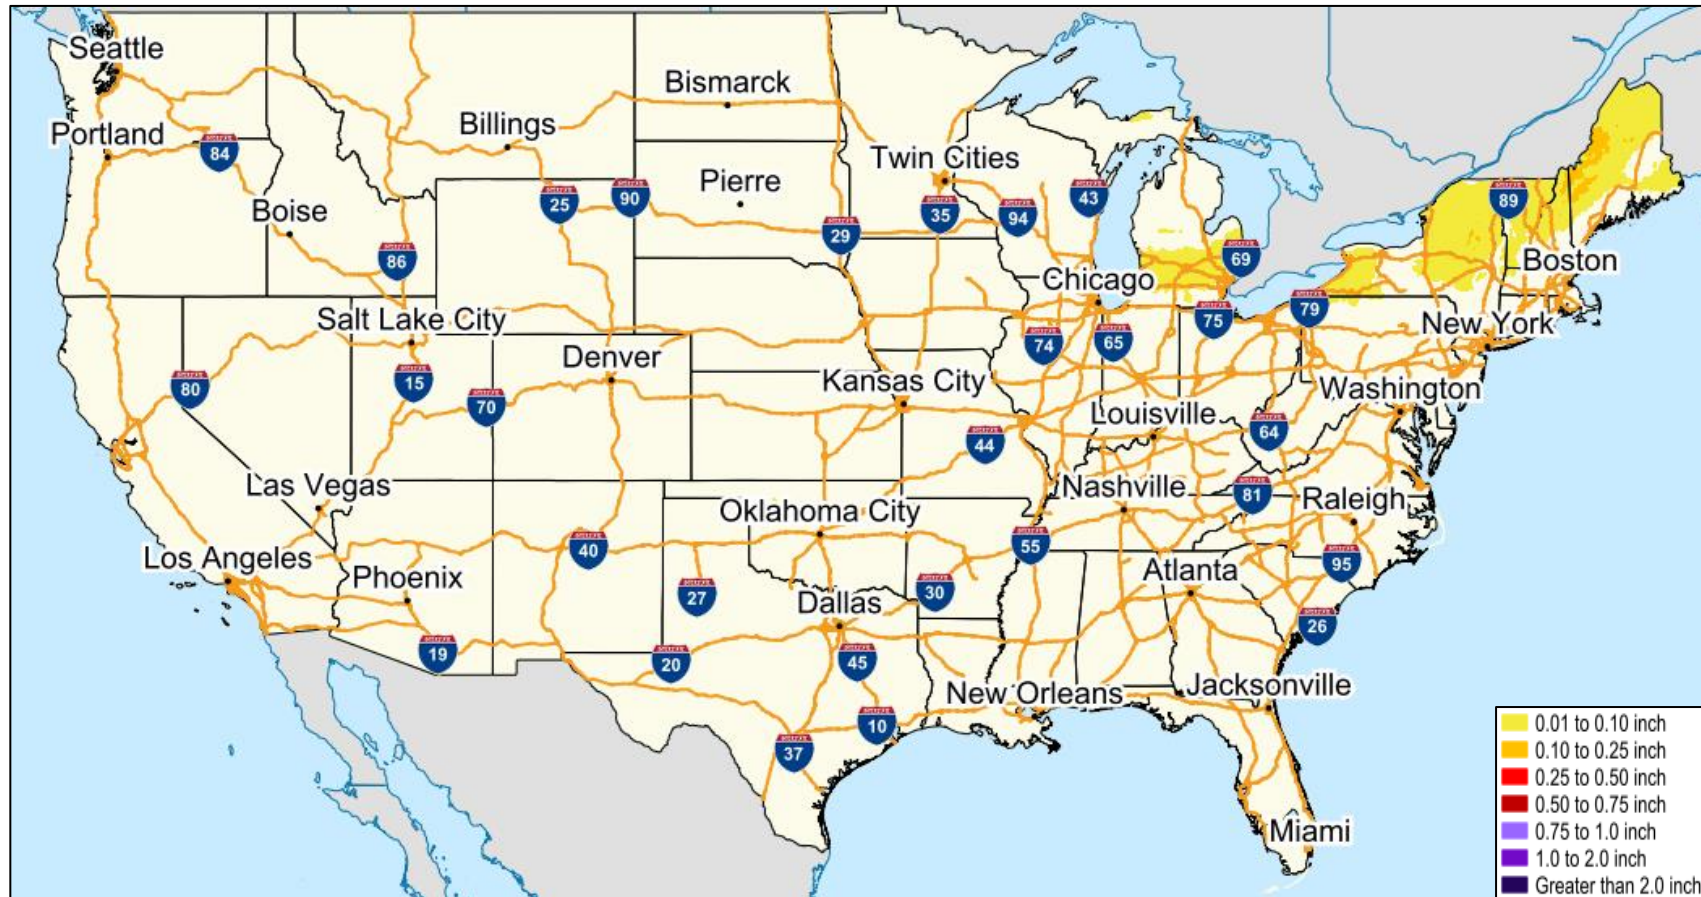 Seattle
Bismarck
Billings
Portland
84
Twin Cities
Pierre
25
90
43
89
Boise
35
94
29
86
69
Boston
Chicago
79
Salt Lake City
75
New York
74
65
Denver
80
15
70
Kansas City
Washington
Louisville
64
44
Las Vegas
Nashville
81
Raleigh
Oklahoma City
40
55
Los Angeles
Phoenix
95
Atlanta
27
30
Dallas
26
19
20
45
New Orleans
Jacksonville
10
37
Miami
0.01 to 0.10 inch
0.10 to 0.25 inch
0.25 to 0.50 inch
0.50 to 0.75 inch
0.75 to 1.0 inch
1.0 to 2.0 inch
Greater than 2.0 inch